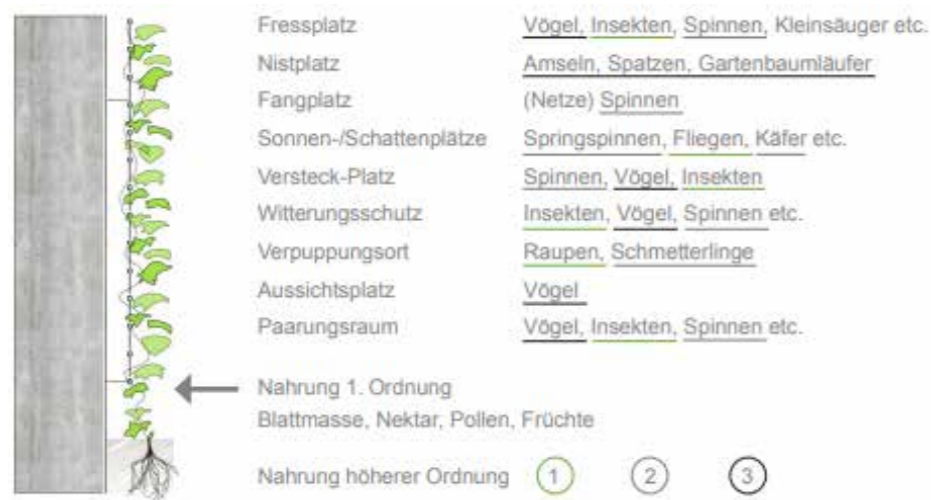 Fressplatz Vögel, Insekten, Spinnen, Kleinsäuger etc.
Nistplatz Amseln, Spatzen, Gartenbaumläufer
Fangplatz (Netze) Spinnen
Sonnen-/Schattenplätze Springspinnen, Fliegen, Käfer etc.
Versteck-Platz Spinnen, Vögel, Insekten
Witterungsschutz Insekten, Vögel, Spinnen etc.
Verpuppungsort Raupen, Schmetterlinge
Aussichtsplatz Vögel
Paarungsraum Vögel, Insekten, Spinnen etc.
Nahrung 1. Ordnung
Blattmasse, Nektar, Pollen, Früchte
Nahrung höherer Ordnung 1 2 3